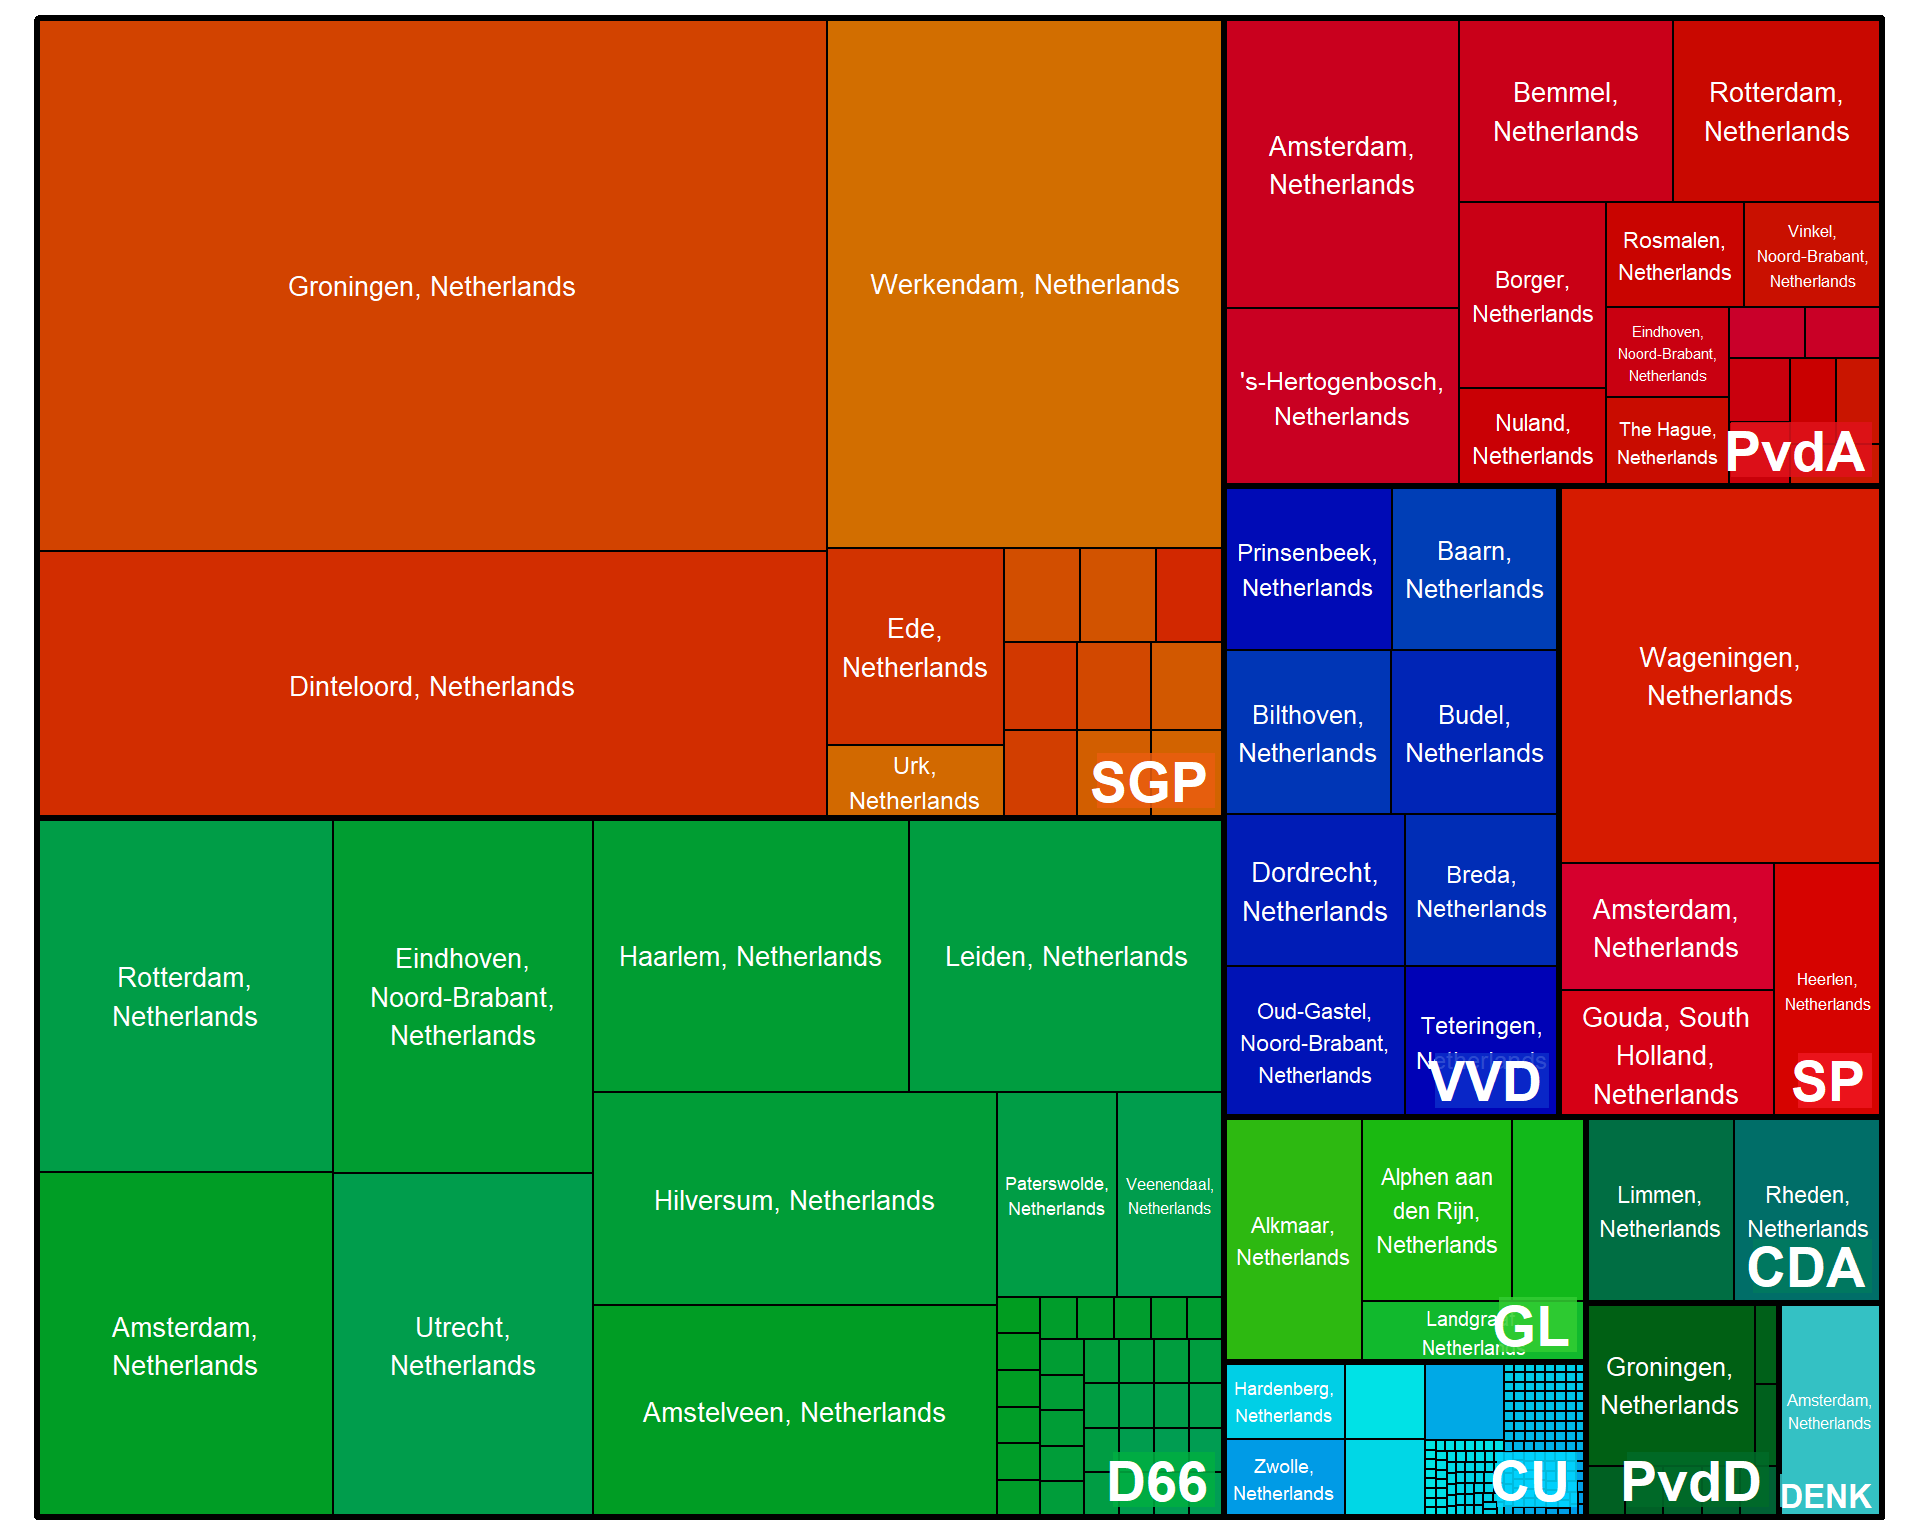 Groningen, Netherlands
Werkendam, Netherlands
Dinteloord, Netherlands
Ede,
Netherlands
Urk,
Netherlands
SGP
Amsterdam,
Netherlands
Bemmel,
Netherlands
Rotterdam,
Netherlands
's-Hertogenbosch,
Netherlands
Borger,
Netherlands
Rosmalen,
Netherlands
Vinkel,
Noord-Brabant,
Netherlands
Eindhoven,
Noord-Brabant,
Netherlands
Nuland,
Netherlands
The Hague,
Netherlands
PvdA
Rotterdam,
Netherlands
Eindhoven,
Noord-Brabant,
Netherlands
Haarlem, Netherlands
Leiden, Netherlands
Amsterdam,
Netherlands
Utrecht,
Netherlands
Hilversum, Netherlands
Paterswolde,
Netherlands
Veenendaal,
Netherlands
Amstelveen, Netherlands
D66
Prinsenbeek,
Netherlands
Baarn,
Netherlands
Bilthoven,
Netherlands
Budel,
Netherlands
Dordrecht,
Netherlands
Breda,
Netherlands
Oud-Gastel,
Noord-Brabant,
Netherlands
Teteringen,
Netherlands
VVD
Wageningen,
Netherlands
Amsterdam,
Netherlands
Gouda, South
Holland,
Netherlands
Heerlen,
Netherlands
SP
Alkmaar,
Netherlands
Alphen aan
den Rijn,
Netherlands
Netherlands
GL
Limmen,
Netherlands
Rheden,
Netherlands
CDA
Hardenberg,
Netherlands
Zwolle,
Netherlands
CU
Groningen,
Netherlands
PvdD
Amsterdam,
Netherlands
DENK